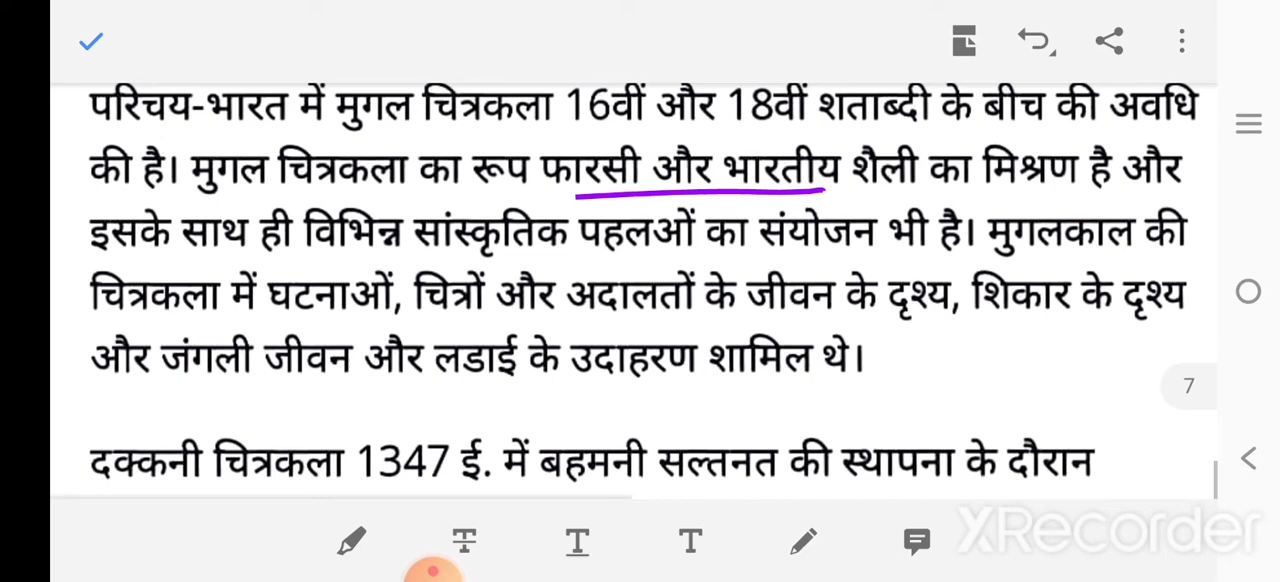 परिचय-भारत में मुगल चित्रकला 16वीं और 18वीं शताब्दी के बीच की अवधि
की है। मुगल चित्रकला का रूप फारसी और भारतीय शैली का मिश्रण है और
इसके साथ ही विभिन्न सांस्कृतिक पहलओं का संयोजन भी है। मुगलकाल की
चित्रकला में घटनाओं, चित्रों और अदालतों के जीवन के दृश्य, शिकार के दृश्य
और जंगली जीवन और लडाई के उदाहरण शामिल थे।
7
दक्कनी चित्रकला 1347 ई. में बहमनी सल्तनत की स्थापना के दौरान
T T T
XRecorder